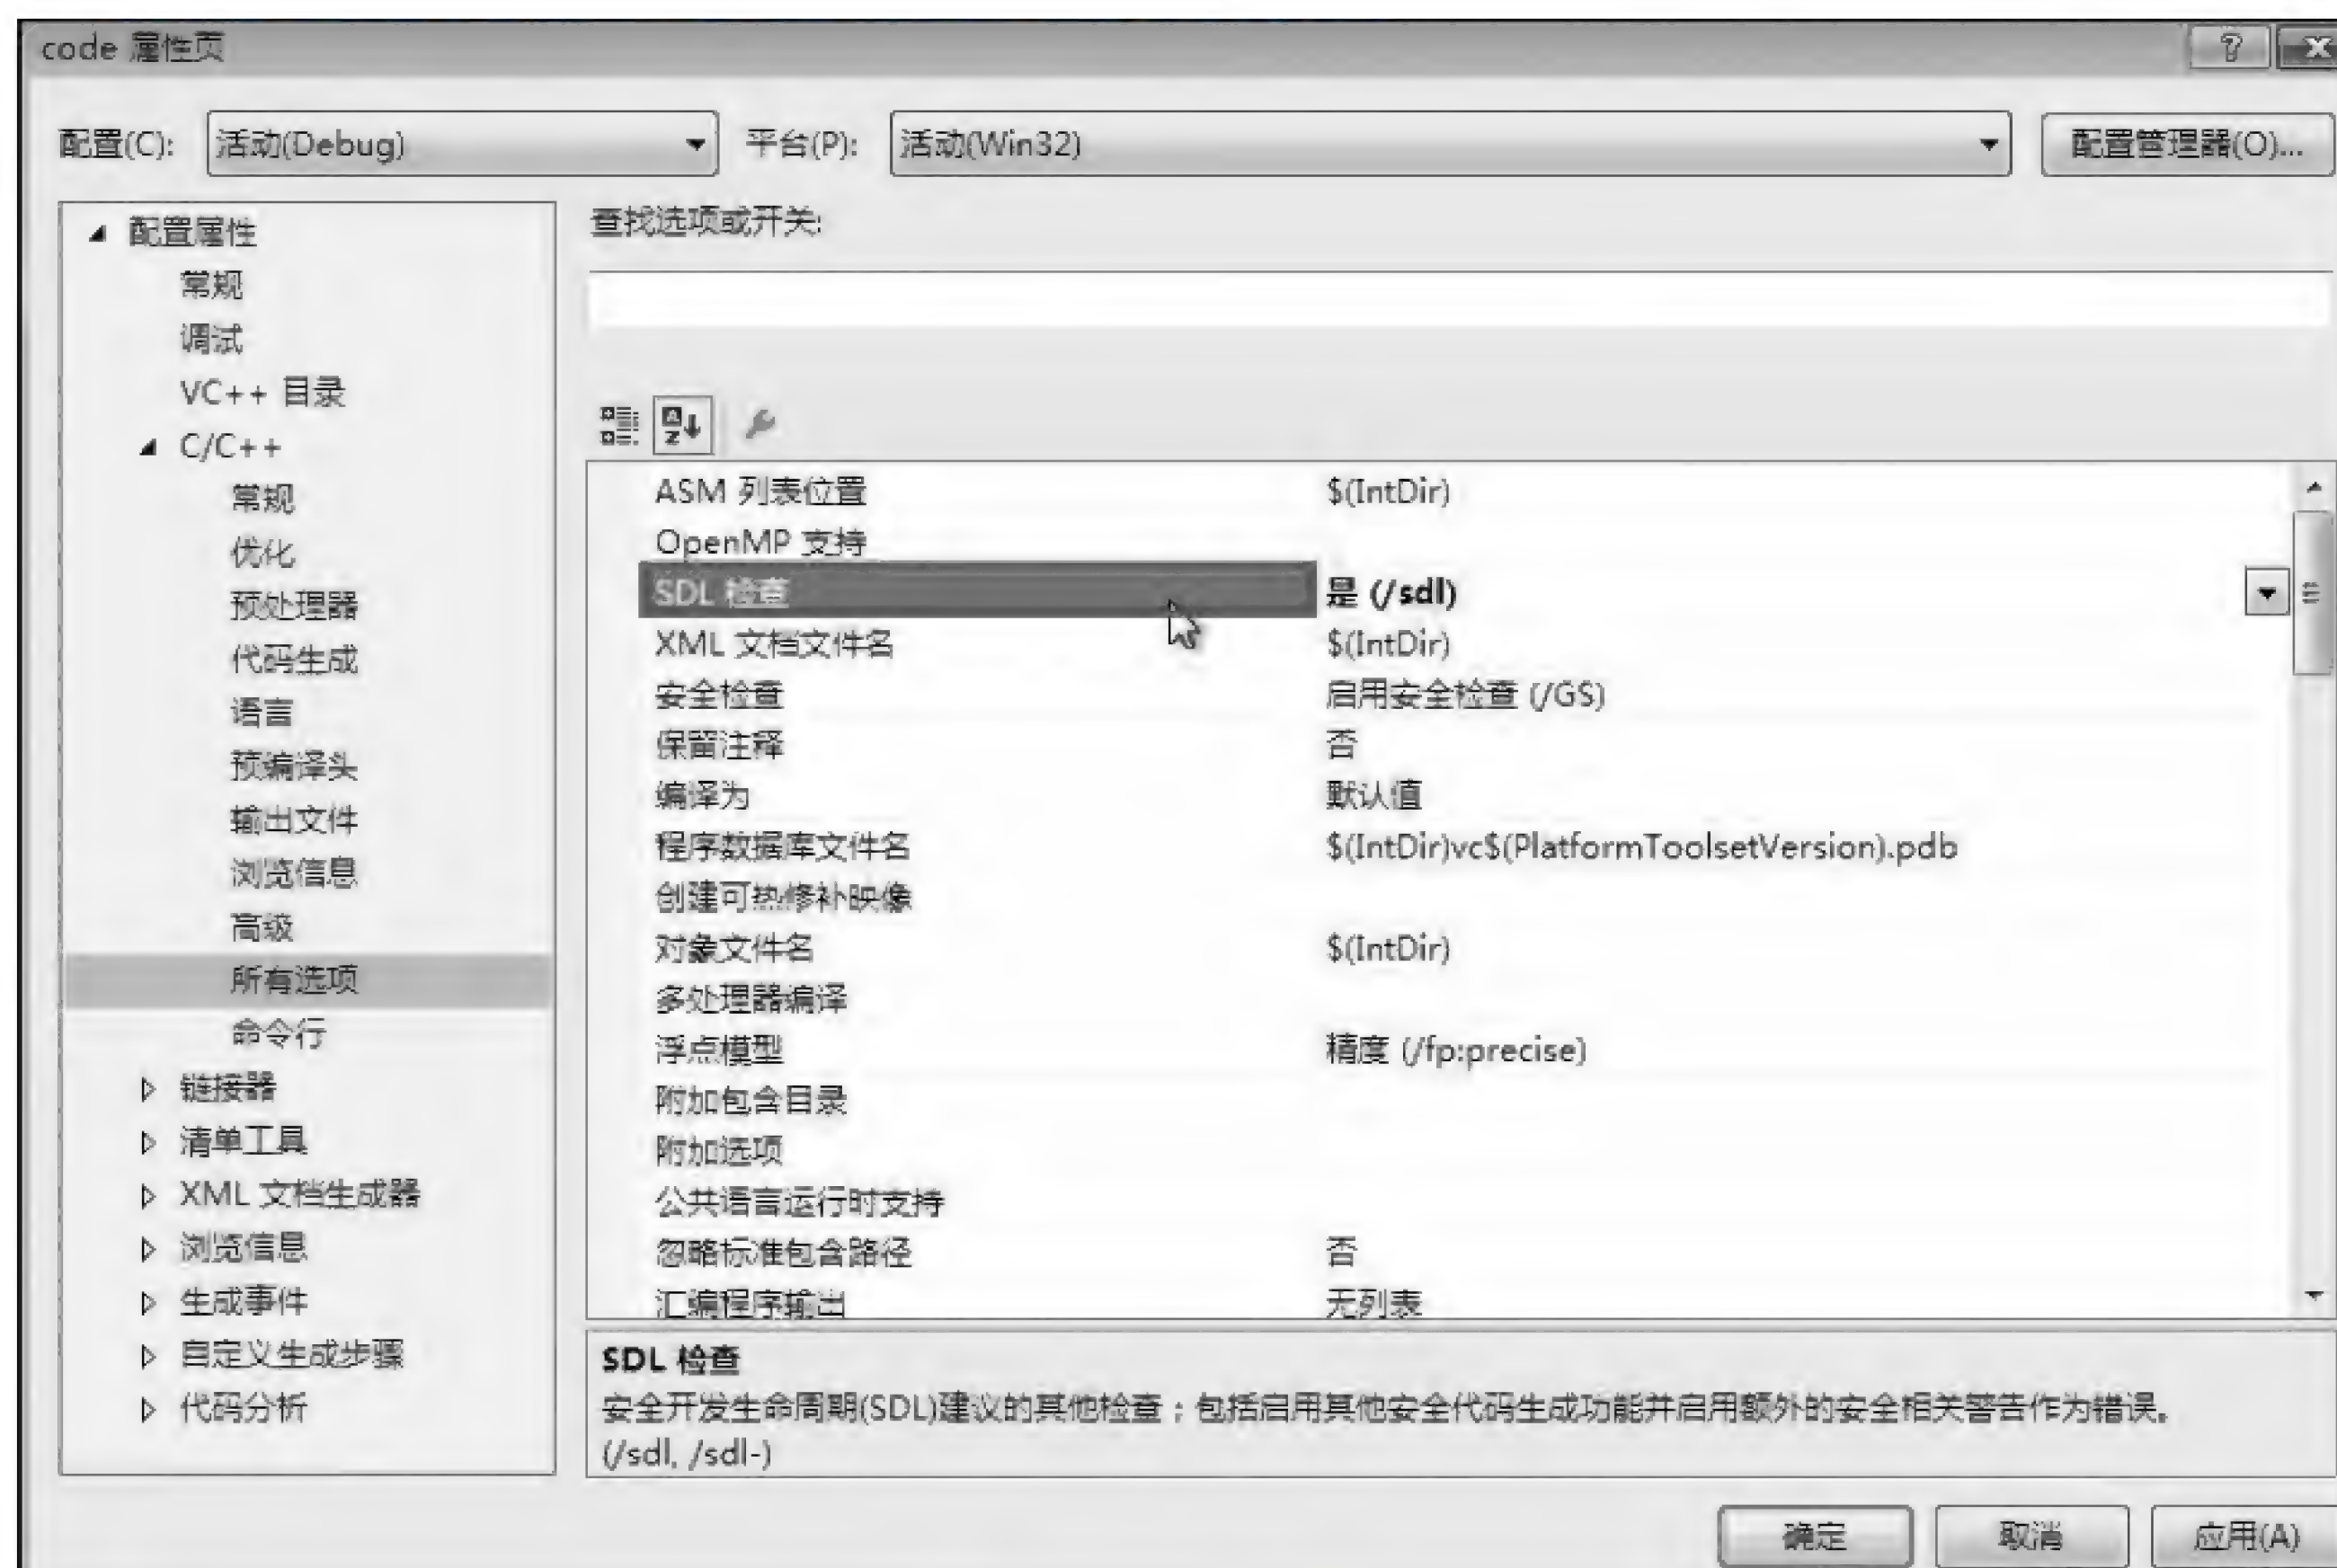 code 属性页
配置(C): 活动(Debug) 平台(P): 活动(Win32) 配置管理器(O)...
配置属性
常规
调试
VC++ 目录
C/C++
常规
优化
预处理器
代码生成
语言
预编译头
输出文件
浏览信息
高级
所有选项
命令行
链接器
清单工具
XML 文档生成器
浏览信息
生成事件
自定义生成步骤
代码分析
查找选项或开关:
ASM 列表位置 $(IntDir)
OpenMP 支持
SDL 检查 是 (/sdl)
XML 文档文件名 $(IntDir)
安全检查 启用安全检查 (/GS)
保留注释 否
编译为 默认值
程序数据库文件名 $(IntDir)vc$(PlatformToolsetVersion).pdb
创建可热修补映像
对象文件名 $(IntDir)
多处理器编译
浮点模型 精度 (/fp:precise)
附加包含目录
附加选项
公共语言运行时支持
忽略标准包含路径 否
汇编程序输出 无列表
SDL 检查
安全开发生命周期(SDL)建议的其他检查；包括启用其他安全代码生成功能并启用额外的安全相关警告作为错误。
(/sdl, /sdl-)
确定 取消 应用(A)